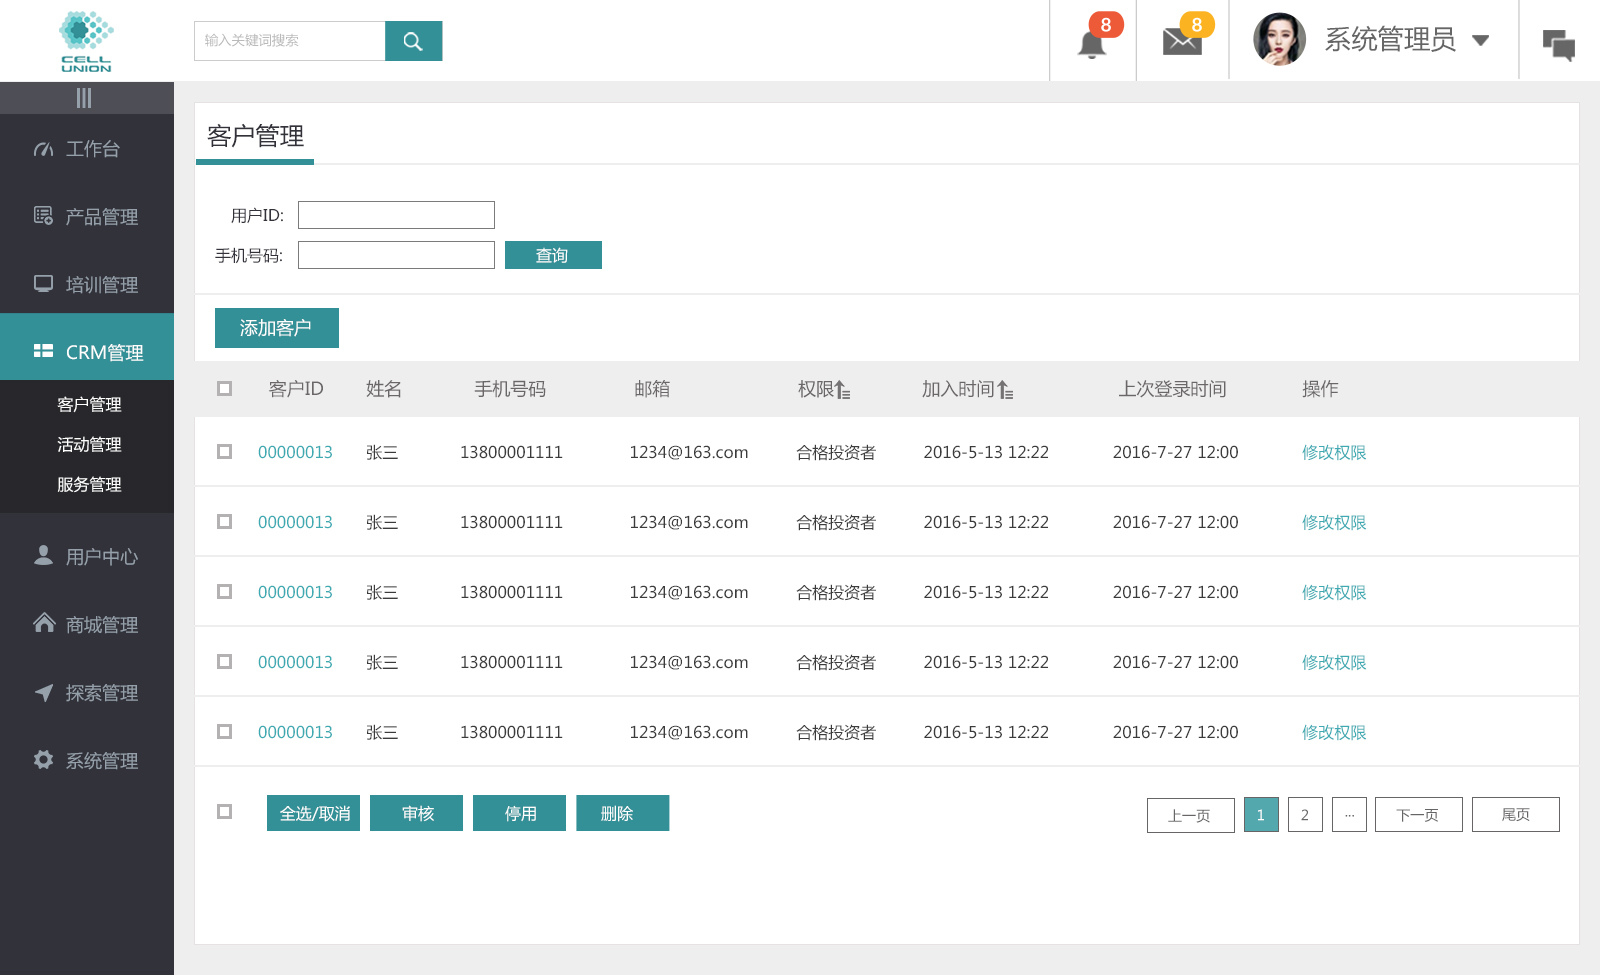 CELL
UNION
输入关键词搜索
8
8
系统管理员
工作台
产品管理
培训管理
CRM管理
客户管理
活动管理
服务管理
用户中心
商城管理
探索管理
系统管理
客户管理
用户ID:
手机号码:
查询
添加客户
客户ID 姓名 手机号码 邮箱 权限 加入时间 上次登录时间 操作
00000013 张三 13800001111 1234@163.com 合格投资者 2016-5-13 12:22 2016-7-27 12:00 修改权限
00000013 张三 13800001111 1234@163.com 合格投资者 2016-5-13 12:22 2016-7-27 12:00 修改权限
00000013 张三 13800001111 1234@163.com 合格投资者 2016-5-13 12:22 2016-7-27 12:00 修改权限
00000013 张三 13800001111 1234@163.com 合格投资者 2016-5-13 12:22 2016-7-27 12:00 修改权限
00000013 张三 13800001111 1234@163.com 合格投资者 2016-5-13 12:22 2016-7-27 12:00 修改权限
全选/取消 审核 停用 删除 上一页 1 2 ... 下一页 尾页